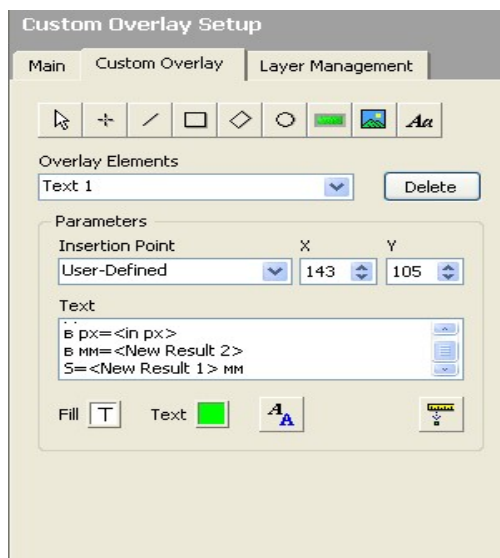 Custom Overlay Setup
Main Custom Overlay Layer Management
Aa
Overlay Elements
Text 1 Delete
Parameters
Insertion Point X Y
User-Defined 143 105
Text
в px=<in px>
в мм=<New Result 2>
S=<New Result 1> мм
Fill T Text A A